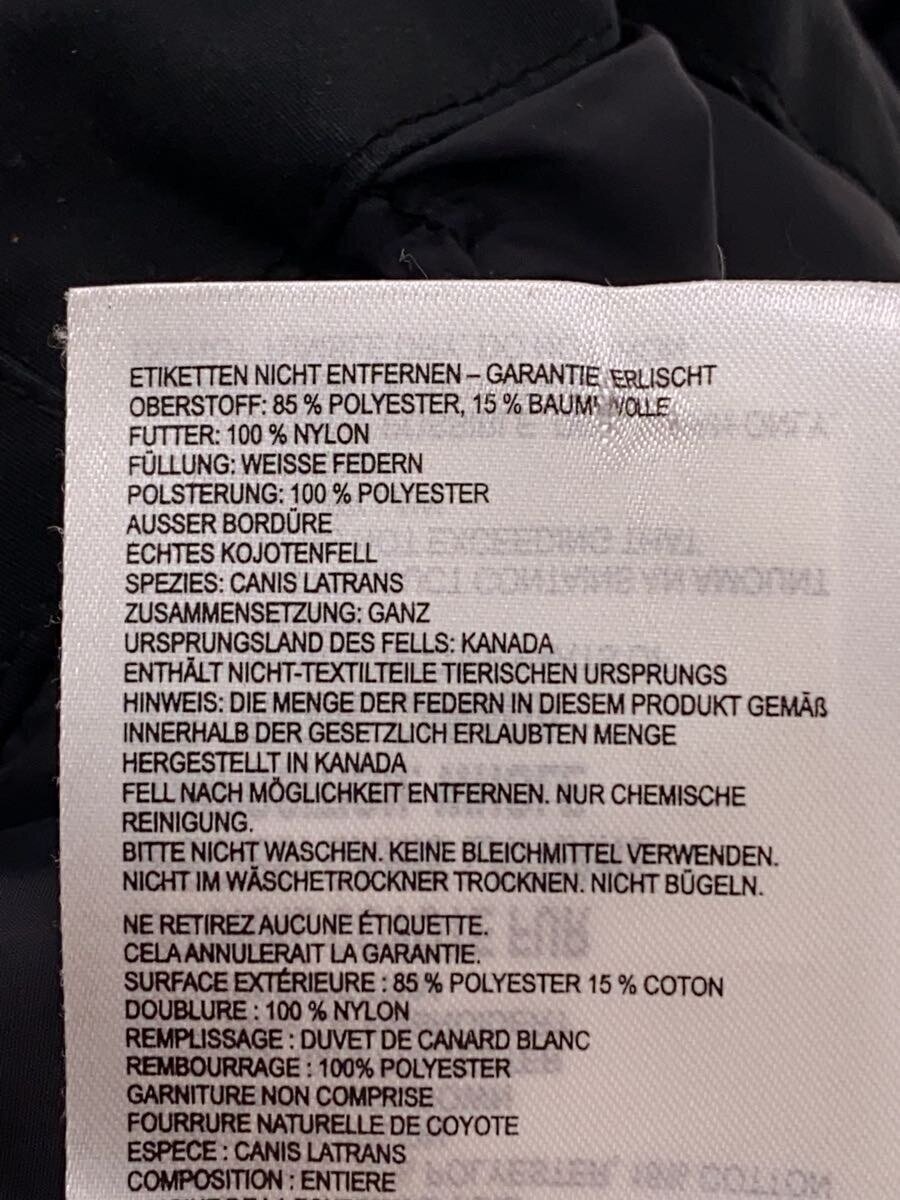 ETIKETTEN NICHT ENTFERNEN – GARANTIE ERLISCHT
OBERSTOFF: 85 % POLYESTER, 15 % BAUMWOLLE
FUTTER: 100 % NYLON
FÜLLUNG: WEISSE FEDERN
POLSTERUNG: 100 % POLYESTER
AUSSER BORDÜRE
ECHTES KOJOTENFELL
SPEZIES: CANIS LATRANS
ZUSAMMENSETZUNG: GANZ
URSPRUNGSLAND DES FELLS: KANADA
ENTHÄLT NICHT-TEXTILTEILE TIERISCHEN URSPRUNGS
HINWEIS: DIE MENGE DER FEDERN IN DIESEM PRODUKT GEMÄß
INNERHALB DER GESETZLICH ERLAUBTEN MENGE
HERGESTELLT IN KANADA
FELL NACH MÖGLICHKEIT ENTFERNEN. NUR CHEMISCHE
REINIGUNG.
BITTE NICHT WASCHEN. KEINE BLEICHMITTEL VERWENDEN.
NICHT IM WÄSCHETROCKNER TROCKNEN. NICHT BÜGELN.
NE RETIREZ AUCUNE ÉTIQUETTE.
CELA ANNULERAIT LA GARANTIE.
SURFACE EXTÉRIEURE : 85 % POLYESTER 15 % COTON
DOUBLURE : 100 % NYLON
REMPLISSAGE : DUVET DE CANARD BLANC
REMBOURRAGE : 100% POLYESTER
GARNITURE NON COMPRISE
FOURRURE NATURELLE DE COYOTE
ESPECE : CANIS LATRANS
COMPOSITION : ENTIERE